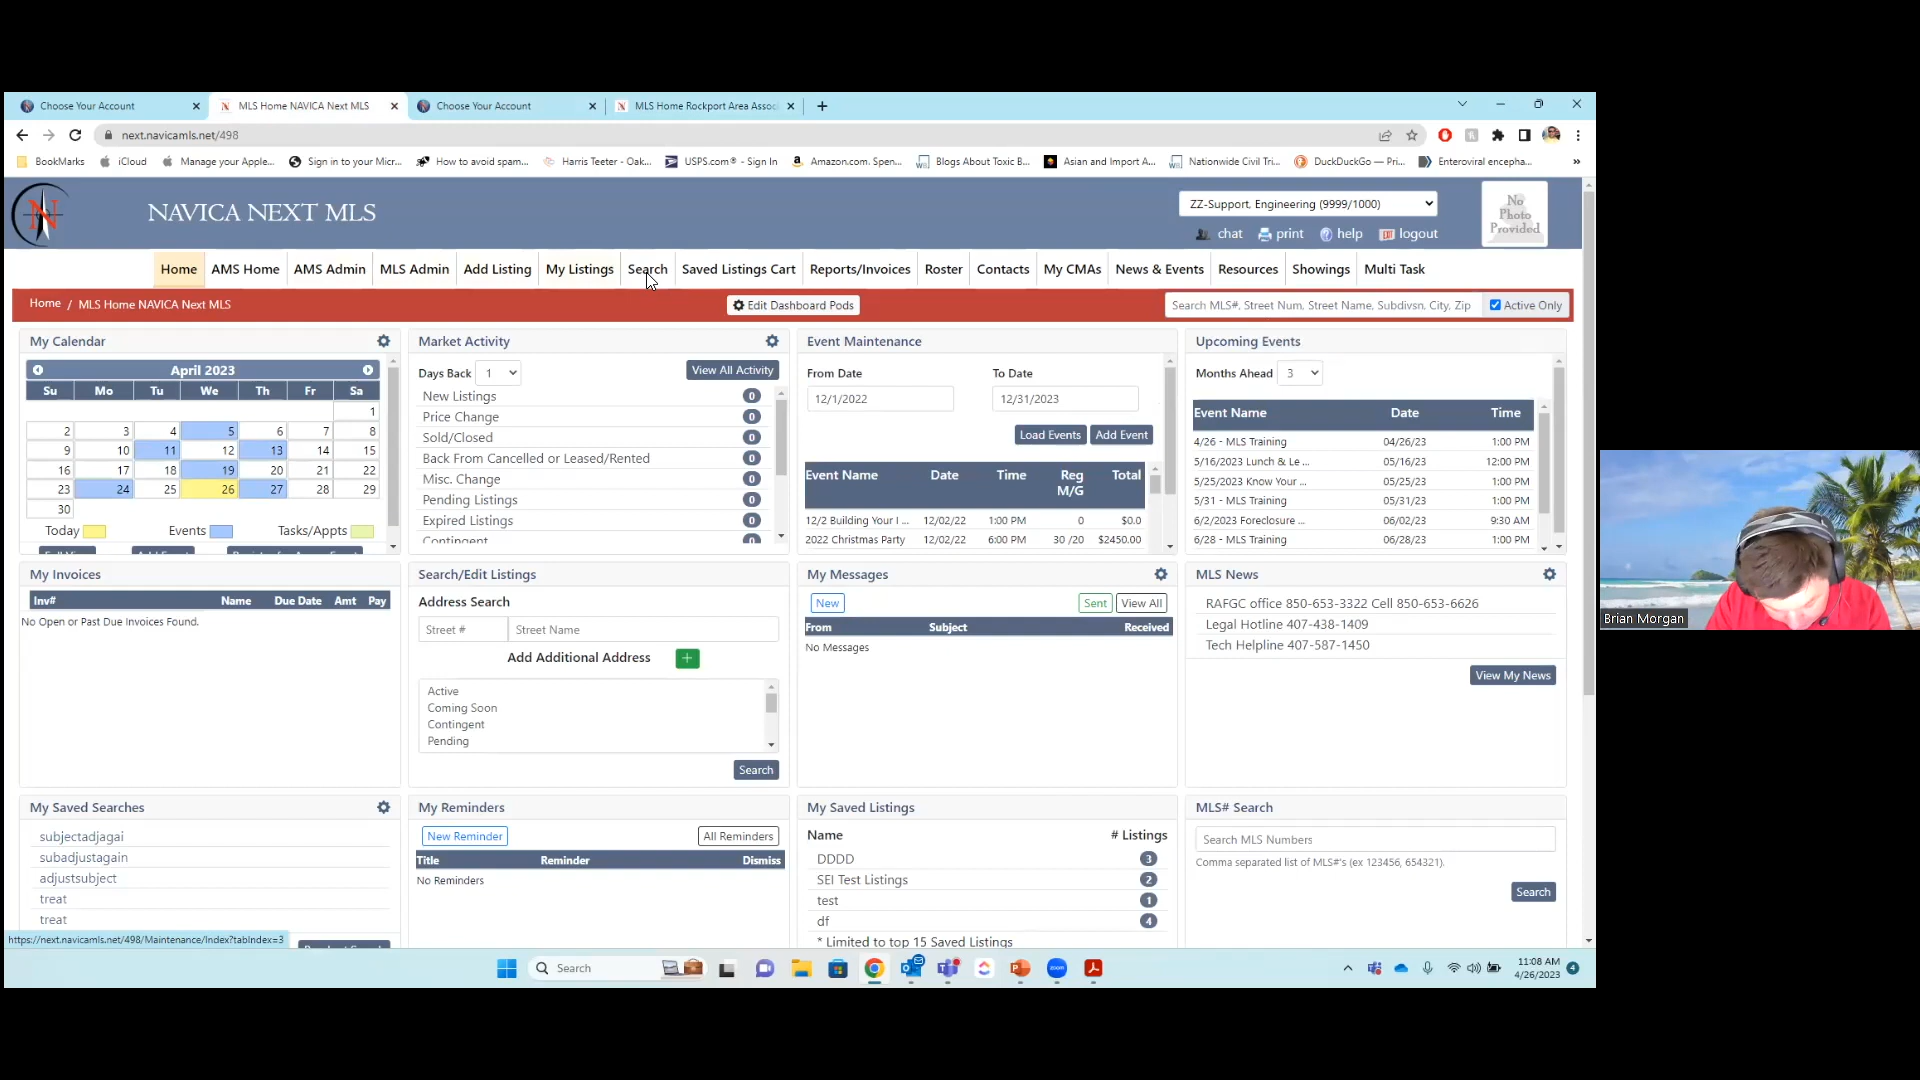 Choose Your Account
MLS Home NAVICA Next MLS
Choose Your Account
MLS Home Rockport Area Assoc
next.navicamls.net/498
BookMarks
iCloud
Manage your Apple...
Sign in to your Micr...
How to avoid spam...
Harris Teeter - Oak...
USPS.com® - Sign In
Amazon.com. Spen...
Blogs About Toxic B...
Asian and Import A...
Nationwide Civil Tri...
DuckDuckGo — Pri...
Enteroviral encepha...
NAVICA NEXT MLS
ZZ-Support, Engineering (9999/1000)
chat print help logout
No Photo Provided
Home AMS Home AMS Admin MLS Admin Add Listing My Listings Search Saved Listings Cart Reports/Invoices Roster Contacts My CMAs News & Events Resources Showings Multi Task
Home / MLS Home NAVICA Next MLS
Edit Dashboard Pods
Search MLS#, Street Num, Street Name, Subdivsn, City, Zip
Active Only
My Calendar
April 2023
Su Mo Tu We Th Fr Sa
1
2 3 4 5 6 7 8
9 10 11 12 13 14 15
16 17 18 19 20 21 22
23 24 25 26 27 28 29
30
Today Events Tasks/Appts
Market Activity
Days Back 1
View All Activity
New Listings 0
Price Change 0
Sold/Closed 0
Back From Cancelled or Leased/Rented 0
Misc. Change 0
Pending Listings 0
Expired Listings 0
Contingent 0
Event Maintenance
From Date To Date
12/1/2022 12/31/2023
Load Events Add Event
Event Name Date Time Reg M/G Total
12/2 Building Your I ... 12/02/22 1:00 PM 0 $0.0
2022 Christmas Party 12/02/22 6:00 PM 30 /20 $2450.00
Upcoming Events
Months Ahead 3
Event Name Date Time
4/26 - MLS Training 04/26/23 1:00 PM
5/16/2023 Lunch & Le ... 05/16/23 12:00 PM
5/25/2023 Know Your ... 05/25/23 1:00 PM
5/31 - MLS Training 05/31/23 1:00 PM
6/2/2023 Foreclosure ... 06/02/23 9:30 AM
6/28 - MLS Training 06/28/23 1:00 PM
My Invoices
Inv# Name Due Date Amt Pay
No Open or Past Due Invoices Found.
Search/Edit Listings
Address Search
Street # Street Name
Add Additional Address +
Active
Coming Soon
Contingent
Pending
Search
My Messages
New Sent View All
From Subject Received
No Messages
MLS News
RAFGC office 850-653-3322 Cell 850-653-6626
Legal Hotline 407-438-1409
Tech Helpline 407-587-1450
View My News
My Saved Searches
subjectadjagai
subadjustagain
adjustsubject
treat
treat
My Reminders
New Reminder All Reminders
Title Reminder Dismiss
No Reminders
My Saved Listings
Name # Listings
DDDD 3
SEI Test Listings 2
test 1
df 4
* Limited to top 15 Saved Listings
MLS# Search
Search MLS Numbers
Comma separated list of MLS#'s (ex 123456, 654321).
Search
https://next.navicamls.net/498/Maintenance/Index?tabIndex=3
Search
11:08 AM
4/26/2023
4
Brian Morgan